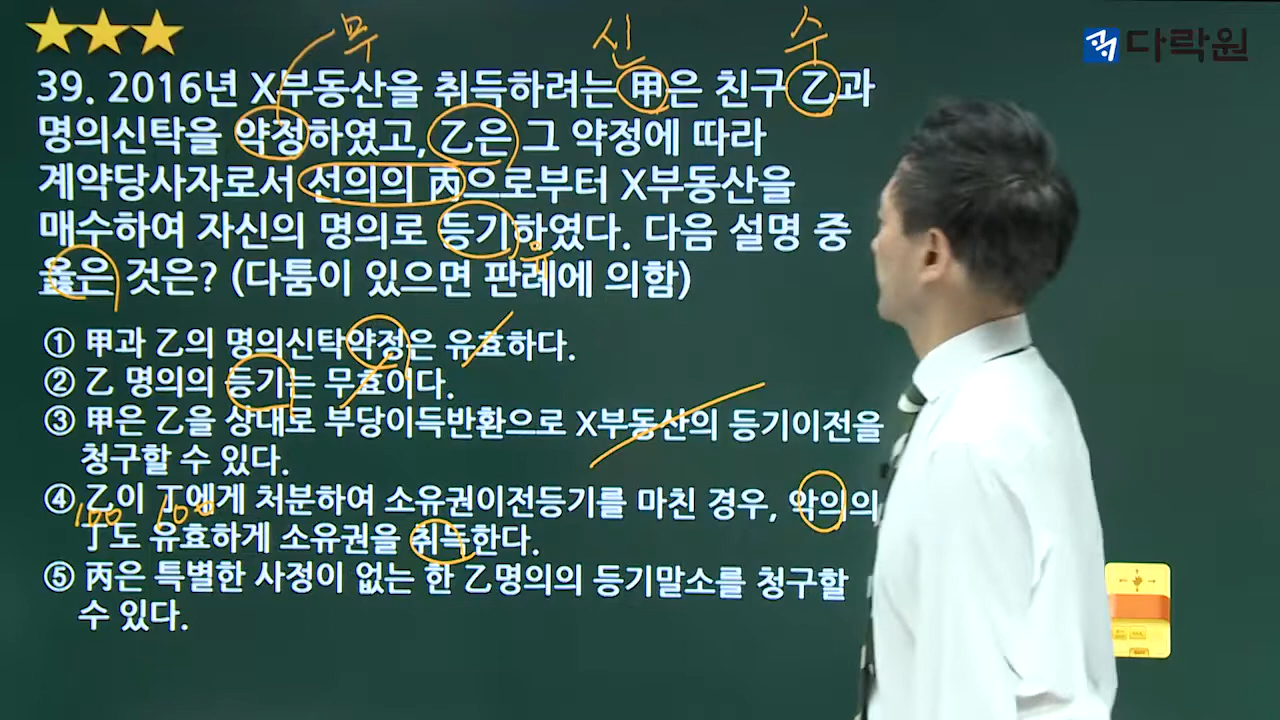 무 신 수
다락원
39. 2016년 X부동산을 취득하려는 甲은 친구 乙과
명의신탁을 약정하였고, 乙은 그 약정에 따라
계약당사자로서 선의의 丙으로부터 X부동산을
매수하여 자신의 명의로 등기하였다. 다음 설명 중
유
옳은 것은? (다툼이 있으면 판례에 의함)
① 甲과 乙의 명의신탁약정은 유효하다.
② 乙 명의의 등기는 무효이다.
③ 甲은 乙을 상대로 부당이득반환으로 X부동산의 등기이전을
청구할 수 있다.
④ 乙이 丁에게 처분하여 소유권이전등기를 마친 경우, 악의의
100 100
丁도 유효하게 소유권을 취득한다.
⑤ 丙은 특별한 사정이 없는 한 乙명의의 등기말소를 청구할
수 있다.